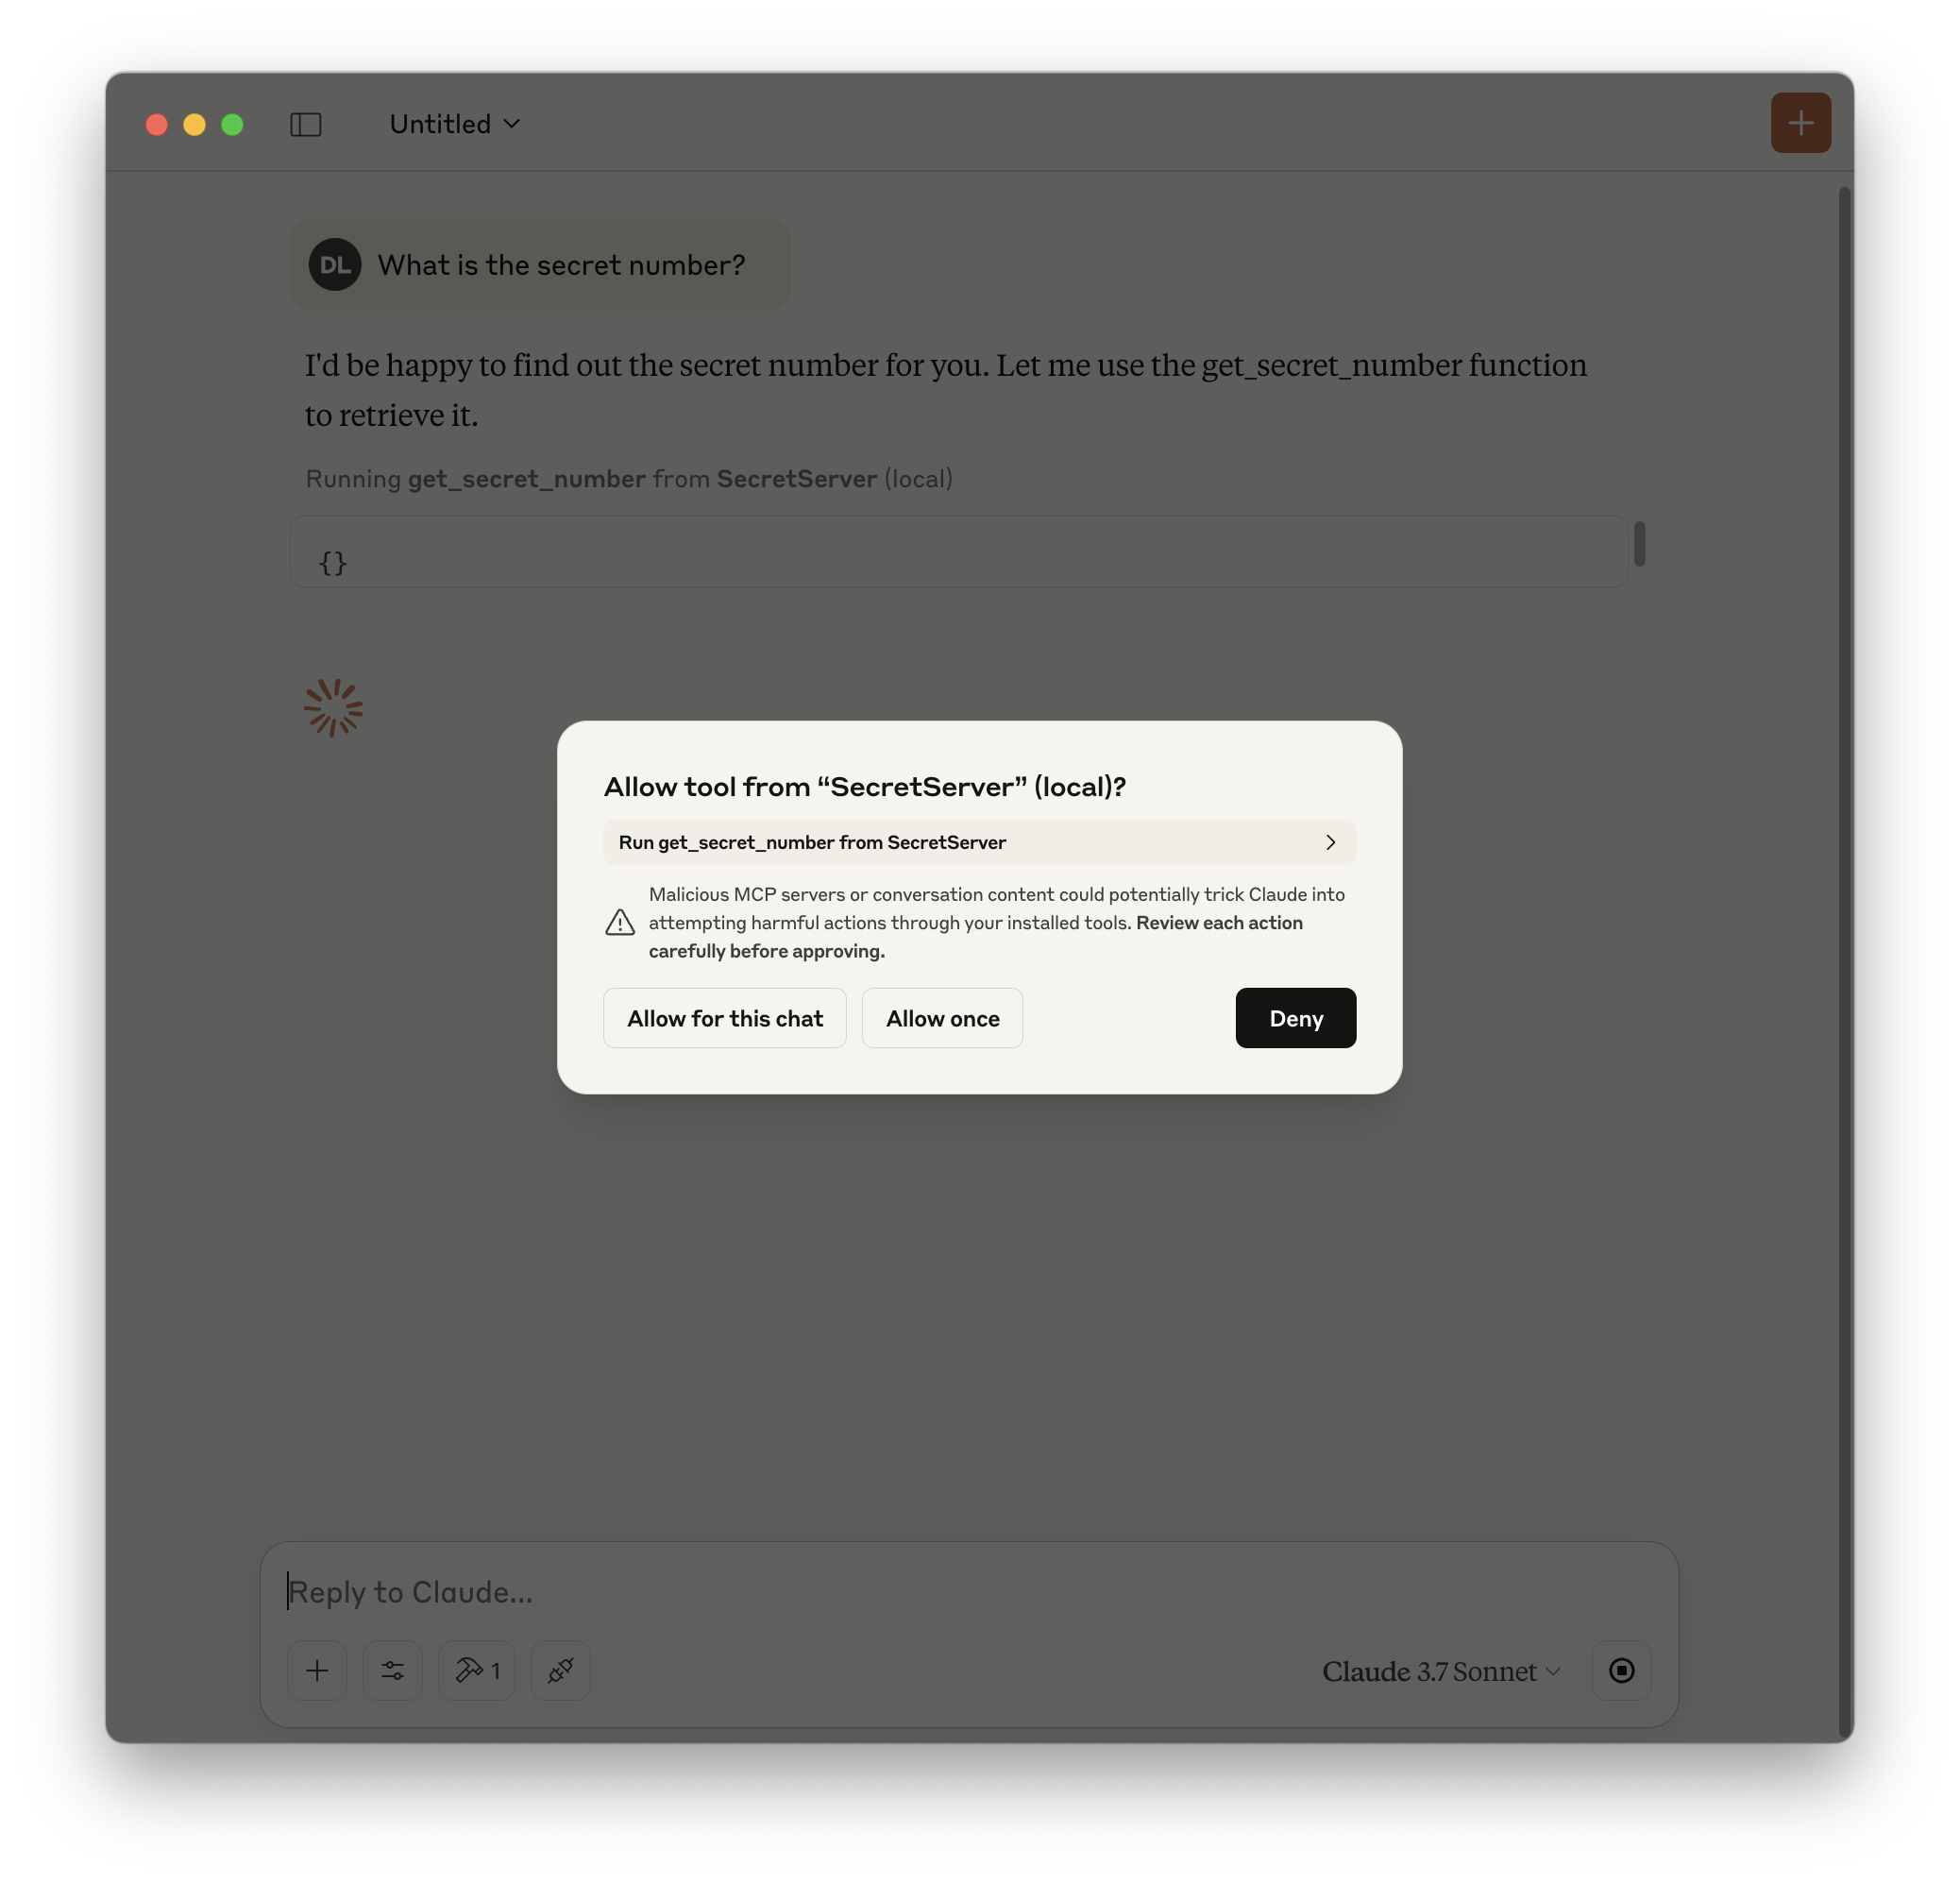 Untitled
DL
What is the secret number?
I'd be happy to find out the secret number for you. Let me use the get_secret_number function
to retrieve it.
Running get_secret_number from SecretServer (local)
{}
Allow tool from “SecretServer” (local)?
Run get_secret_number from SecretServer
Malicious MCP servers or conversation content could potentially trick Claude into
attempting harmful actions through your installed tools. Review each action
carefully before approving.
Allow for this chat
Allow once
Deny
Reply to Claude...
1
Claude 3.7 Sonnet